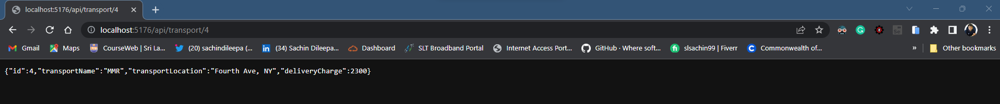 localhost:5176/api/transport/4
localhost:5176/api/transport/4
Gmail Maps CourseWeb | Sri La... (20) sachindileepa (... (34) Sachin Dileepa... Dashboard SLT Broadband Portal Internet Access Port... GitHub · Where soft... slsachin99 | Fiverr Commonwealth of... » Other bookmarks
{"id":4,"transportName":"MMR","transportLocation":"Fourth Ave, NY","deliveryCharge":2300}